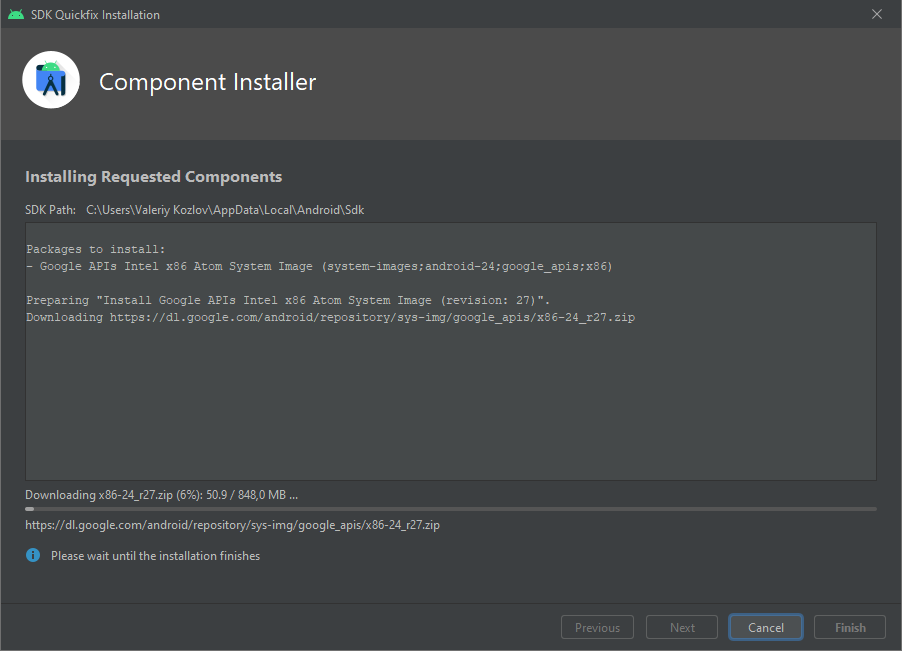 SDK Quickfix Installation
Component Installer
Installing Requested Components
SDK Path: C:\Users\Valeriy Kozlov\AppData\Local\Android\Sdk
Packages to install:
- Google APIs Intel x86 Atom System Image (system-images;android-24;google_apis;x86)
Preparing "Install Google APIs Intel x86 Atom System Image (revision: 27)".
Downloading https://dl.google.com/android/repository/sys-img/google_apis/x86-24_r27.zip
Downloading x86-24_r27.zip (6%): 50.9 / 848,0 MB ...
https://dl.google.com/android/repository/sys-img/google_apis/x86-24_r27.zip
Please wait until the installation finishes
Previous Next Cancel Finish